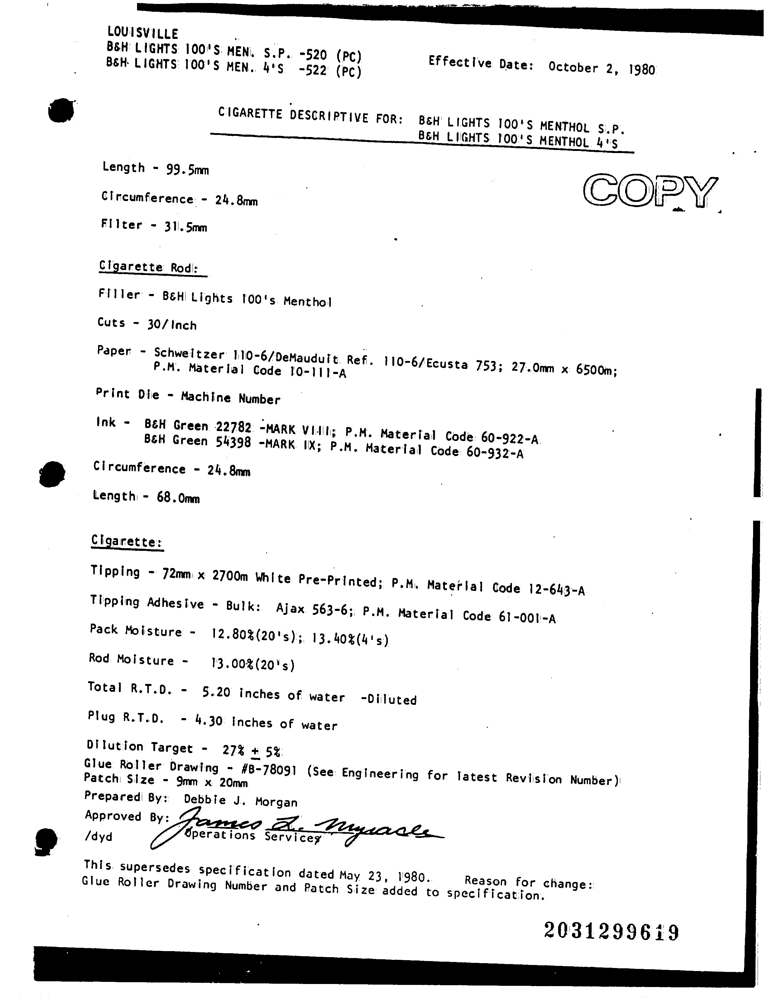 LOUISVILLE
B&H LIGHTS 100'S MEN. S.P. -520 (PC)
B&H LIGHTS 100'S MEN. 4'S -522 (PC)
Effective Date: October 2, 1980
CIGARETTE DESCRIPTIVE FOR: B&H LIGHTS 100'S MENTHOL S.P.
B&H LIGHTS 100'S MENTHOL 4'S
COPY
Length - 99.5mm
Circumference - 24.8mm
Filter - 31.5mm
Cigarette Rod:
Filler - B&H Lights 100's Menthol
Cuts - 30/Inch
Paper - Schweitzer 110-6/DeMauduit Ref. 110-6/Ecusta 753; 27.0mm x 6500m;
P.M. Material Code 10-111-A
Print Die - Machine Number
Ink - B&H Green 22782 -MARK VIII; P.M. Material Code 60-922-A
B&H Green 54398 -MARK IX; P.M. Material Code 60-932-A
Circumference - 24.8mm
Length - 68.0mm
Cigarette:
Tipping - 72mm x 2700m White Pre-Printed; P.M. Material Code 12-643-A
Tipping Adhesive - Bulk: Ajax 563-6; P.M. Material Code 61-001-A
Pack Moisture - 12.80%(20's); 13.40%(4's)
Rod Moisture - 13.00%(20's)
Total R.T.D. - 5.20 inches of water -Diluted
Plug R.T.D. - 4.30 inches of water
Dilution Target - 27% ± 5%
Glue Roller Drawing - #B-78091 (See Engineering for latest Revision Number)
Patch Size - 9mm x 20mm
Prepared By: Debbie J. Morgan
Approved By: James L. Myracle
/dyd Operations Services
This supersedes specification dated May 23, 1980. Reason for change:
Glue Roller Drawing Number and Patch Size added to specification.
2031299619